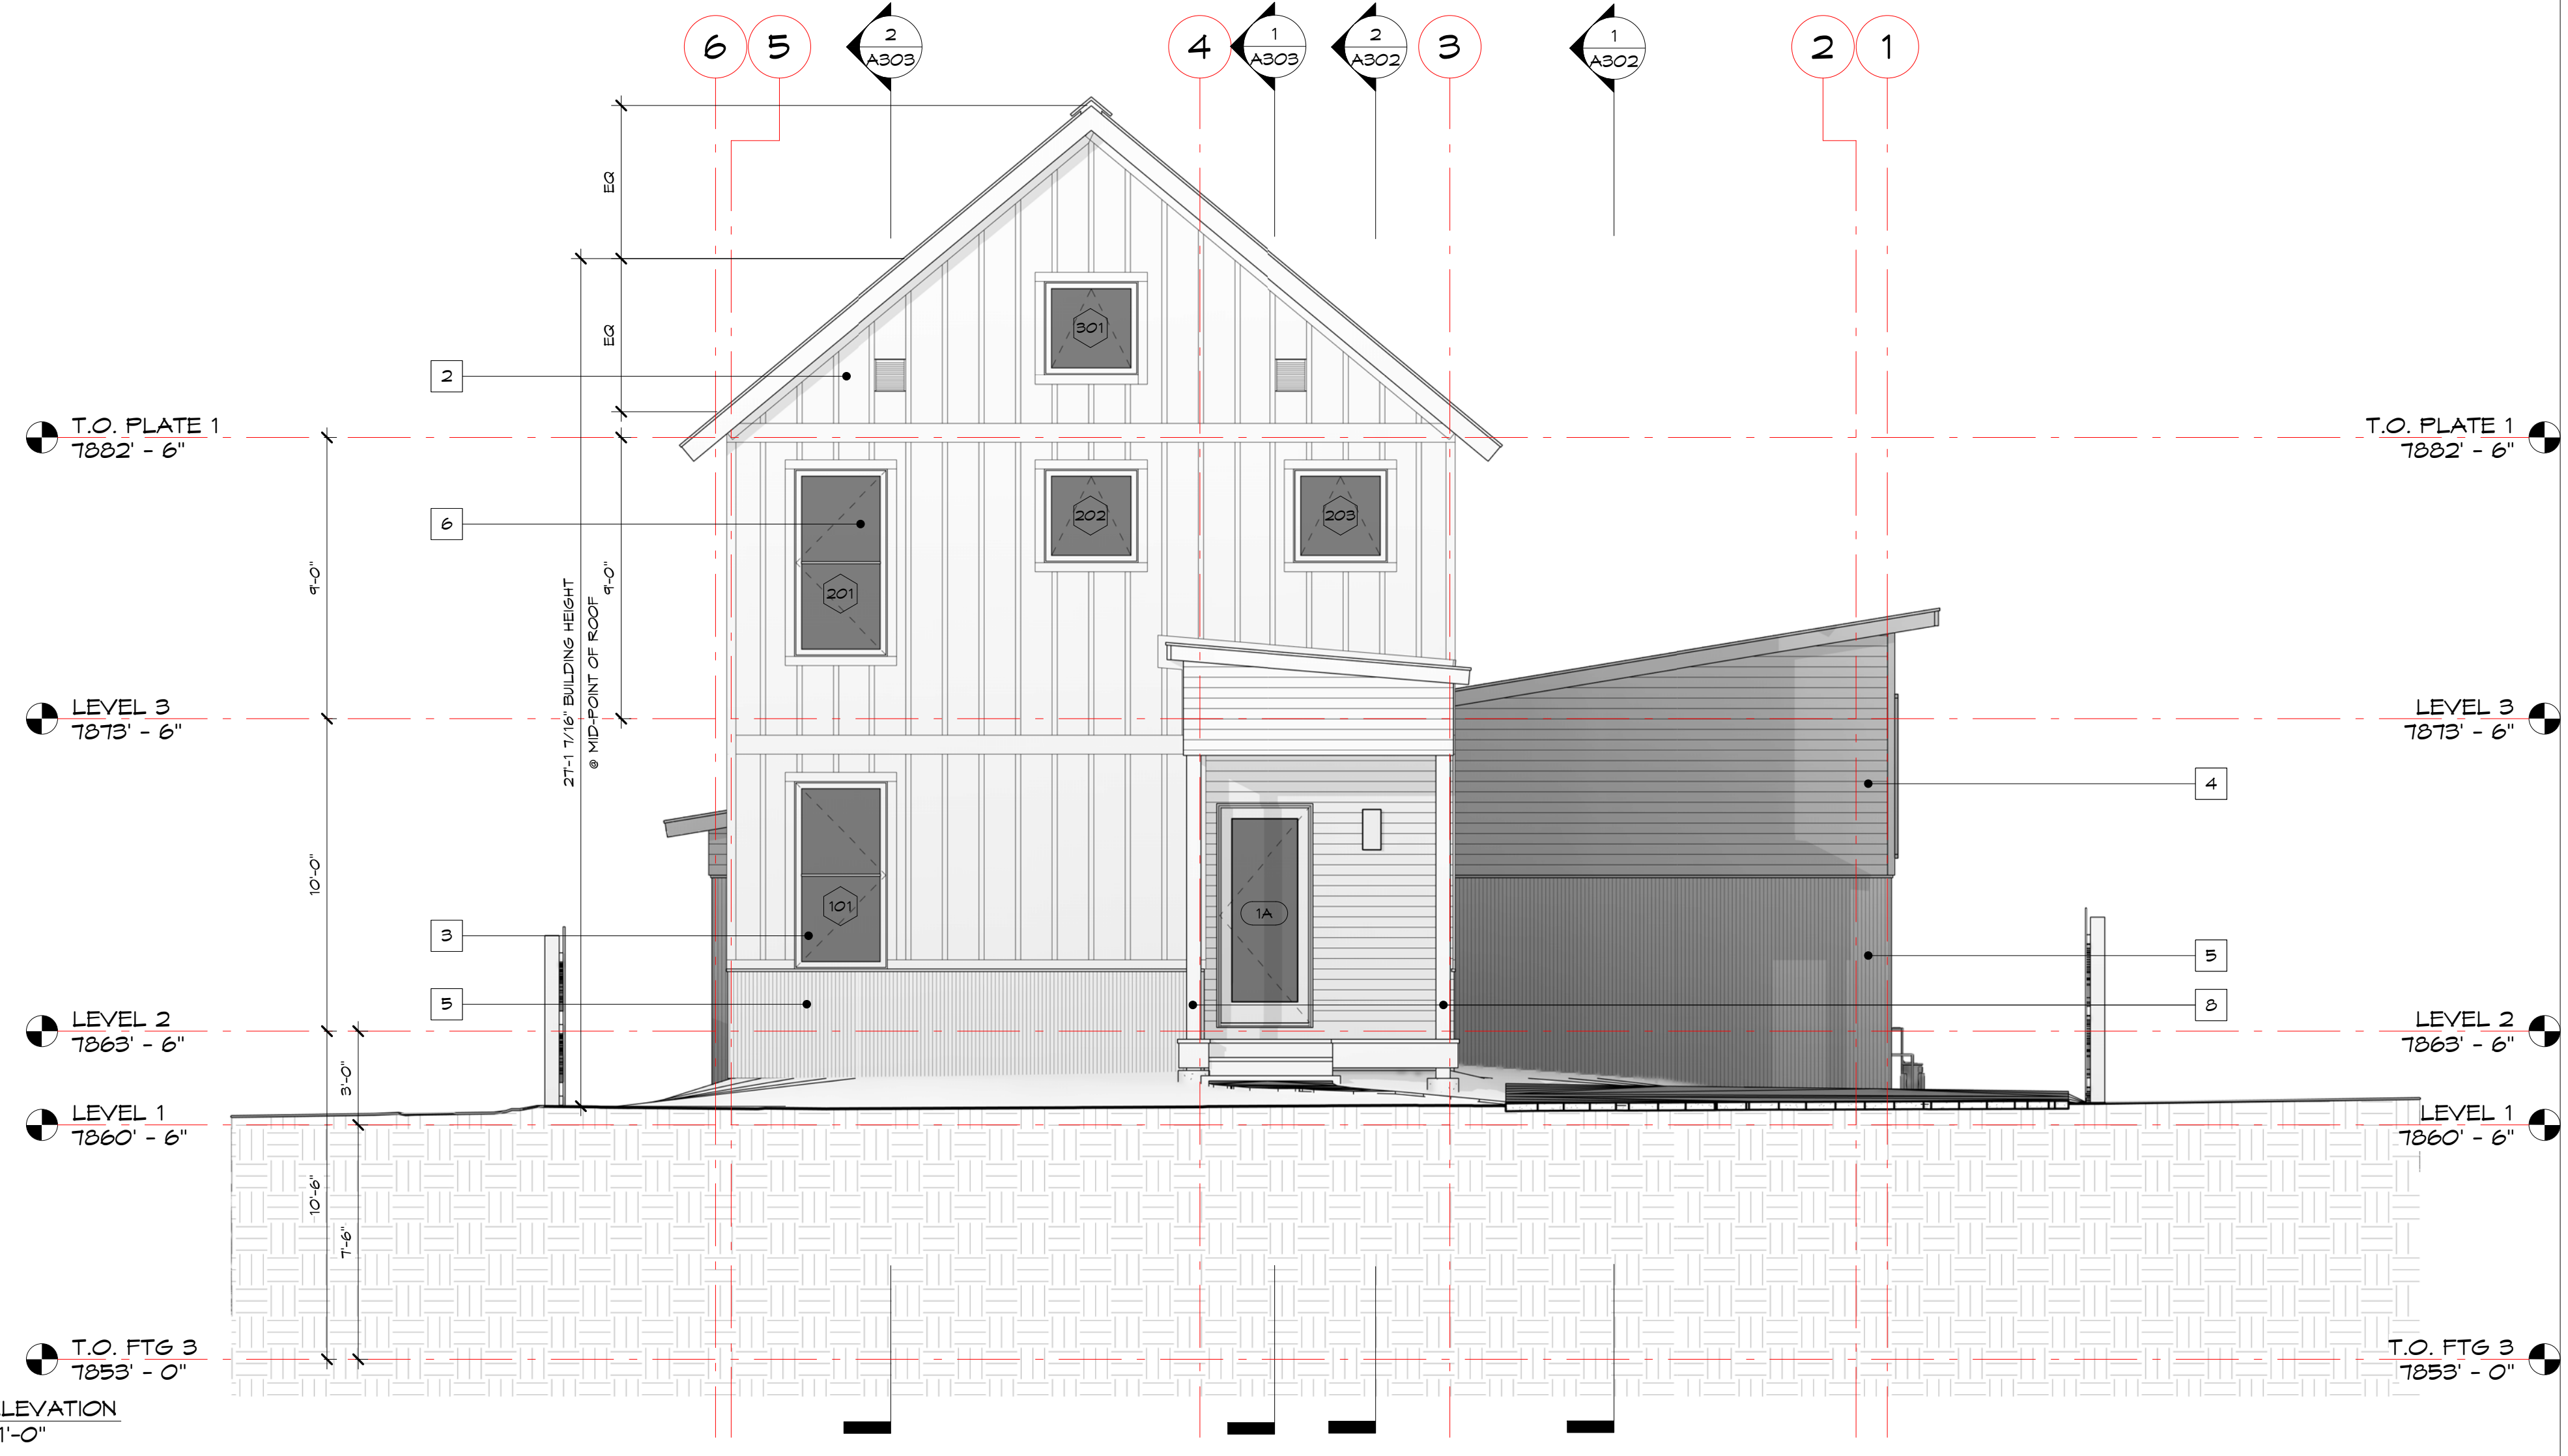 6
5
2
A303
4
1
A303
2
A302
3
1
A302
2
1
EQ
EQ
301
2
T.O. PLATE 1
7882' - 6"
T.O. PLATE 1
7882' - 6"
6
202
203
201
9'-0"
9'-0"
27'-1 7/16" BUILDING HEIGHT
@ MID-POINT OF ROOF
LEVEL 3
7873' - 6"
LEVEL 3
7873' - 6"
4
10'-0"
101
1A
3
5
5
8
LEVEL 2
7863' - 6"
LEVEL 2
7863' - 6"
3'-0"
LEVEL 1
7860' - 6"
LEVEL 1
7860' - 6"
10'-6"
7'-6"
T.O. FTG 3
7853' - 0"
T.O. FTG 3
7853' - 0"
LEVATION
1'-0"